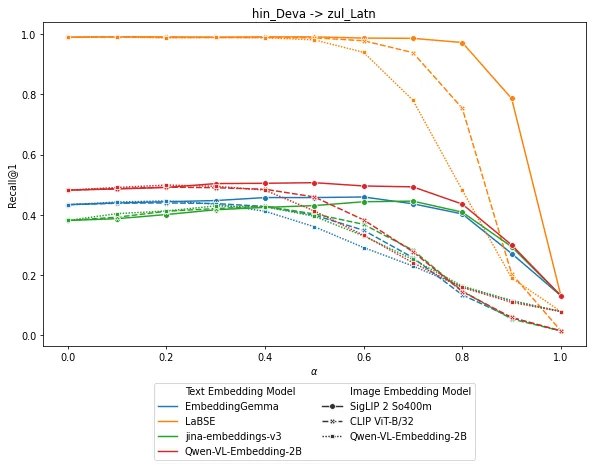 hin_Deva -> zul_Latn
1.0
0.8
0.6
0.4
0.2
0.0
Recall@1
0.0 0.2 0.4 0.6 0.8 1.0
α
Text Embedding Model Image Embedding Model
EmbeddingGemma SigLIP 2 So400m
LaBSE CLIP ViT-B/32
jina-embeddings-v3 Qwen-VL-Embedding-2B
Qwen-VL-Embedding-2B